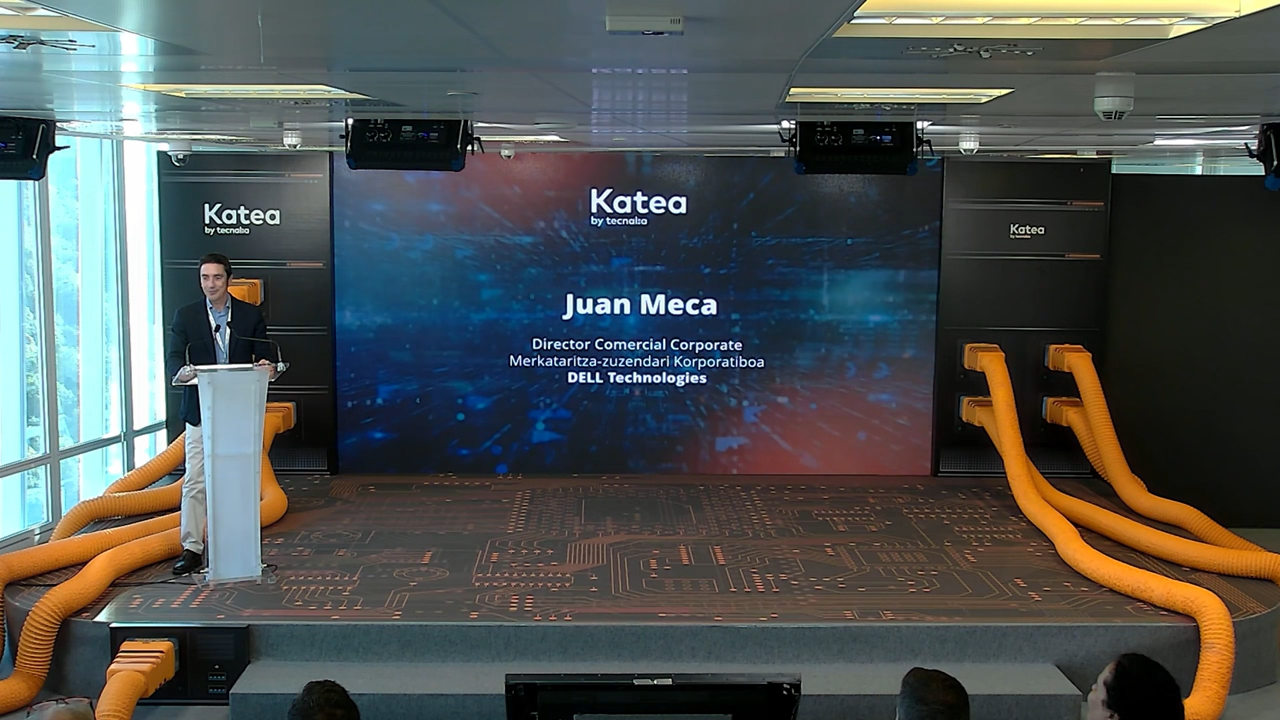 Katea
by tecnalia
Katea
by tecnalia
Katea
by tecnalia
Juan Meca
Director Comercial Corporate
Merkataritza-zuzendari Korporatiboa
DELL Technologies